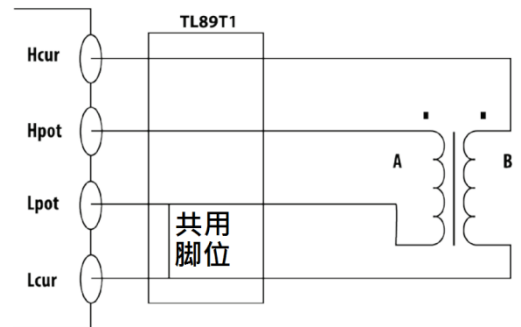 TL89T1
Hcur
Hpot
A
B
Lpot
共用
脚位
Lcur